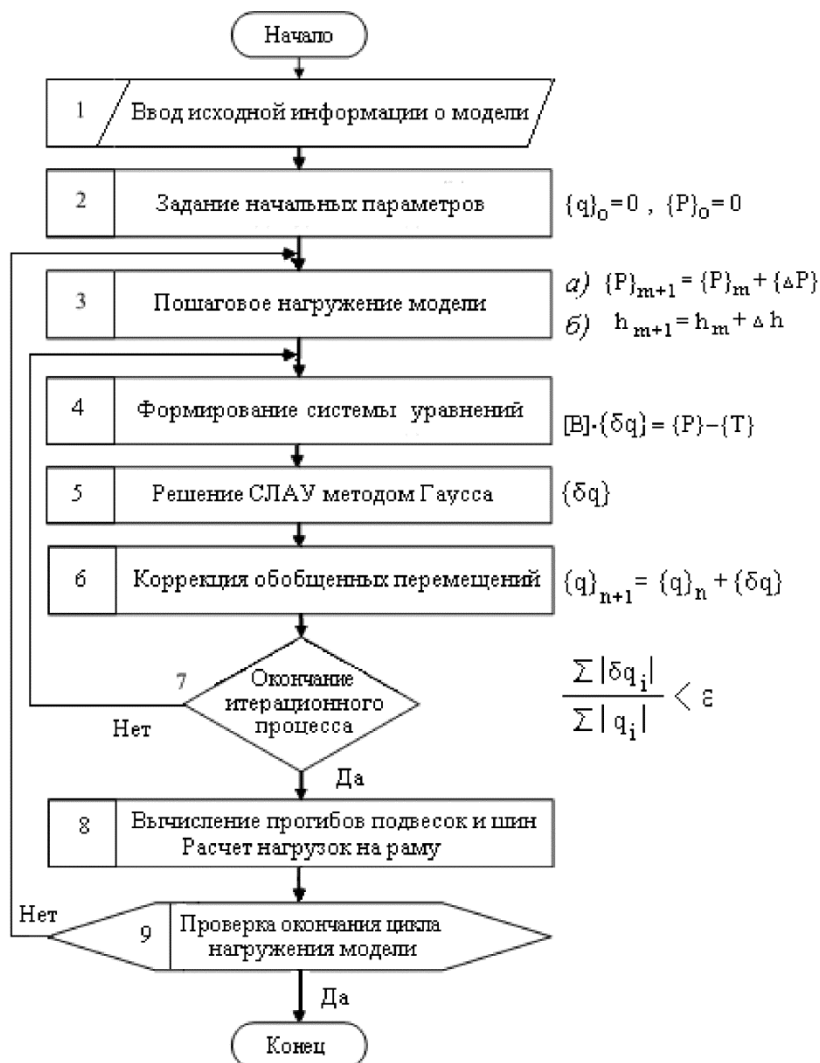 Начало
1 Ввод исходной информации о модели
2 Задание начальных параметров {q}₀=0 , {P}₀=0
3 Пошаговое нагружение модели
а) {P}ₘ₊₁ = {P}ₘ + {ΔP}
б) hₘ₊₁ = hₘ + Δh
4 Формирование системы уравнений [B]·{δq} = {P}−{T}
5 Решение СЛАУ методом Гаусса {δq}
6 Коррекция обобщенных перемещений {q}ₙ₊₁ = {q}ₙ + {δq}
7
Окончание
итерационного
процесса
Σ|δqᵢ|
Σ|qᵢ|
< ε
Нет
Да
8
Вычисление прогибов подвесок и шин
Расчет нагрузок на раму
Нет
9
Проверка окончания цикла
нагружения модели
Да
Конец